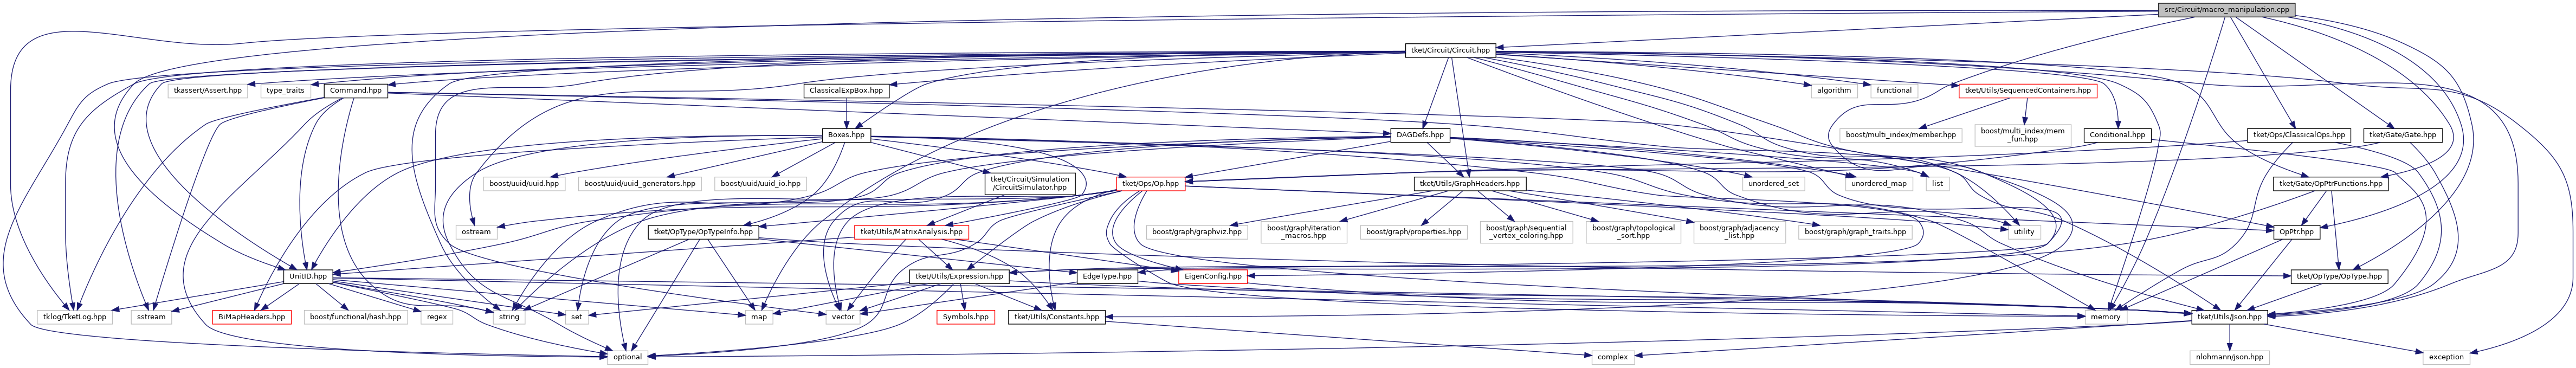 src/Circuit/macro_manipulation.cpp
tket/Circuit/Circuit.hpp
tkassert/Assert.hpp
type_traits
Command.hpp
ClassicalExpBox.hpp
algorithm
functional
tket/Utils/SequencedContainers.hpp
Boxes.hpp
DAGDefs.hpp
boost/multi_index/member.hpp
boost/multi_index/mem
_fun.hpp
Conditional.hpp
tket/Ops/ClassicalOps.hpp
tket/Gate/Gate.hpp
boost/uuid/uuid.hpp
boost/uuid/uuid_generators.hpp
boost/uuid/uuid_io.hpp
tket/Circuit/Simulation
/CircuitSimulator.hpp
tket/Ops/Op.hpp
tket/Utils/GraphHeaders.hpp
unordered_set
unordered_map
list
tket/Gate/OpPtrFunctions.hpp
ostream
tket/OpType/OpTypeInfo.hpp
tket/Utils/MatrixAnalysis.hpp
boost/graph/graphviz.hpp
boost/graph/iteration
_macros.hpp
boost/graph/properties.hpp
boost/graph/sequential
_vertex_coloring.hpp
boost/graph/topological
_sort.hpp
boost/graph/adjacency
_list.hpp
boost/graph/graph_traits.hpp
utility
OpPtr.hpp
UnitID.hpp
tket/Utils/Expression.hpp
EdgeType.hpp
EigenConfig.hpp
tket/OpType/OpType.hpp
tklog/TketLog.hpp
sstream
BiMapHeaders.hpp
boost/functional/hash.hpp
regex
string
set
map
vector
Symbols.hpp
tket/Utils/Constants.hpp
memory
tket/Utils/Json.hpp
optional
complex
nlohmann/json.hpp
exception